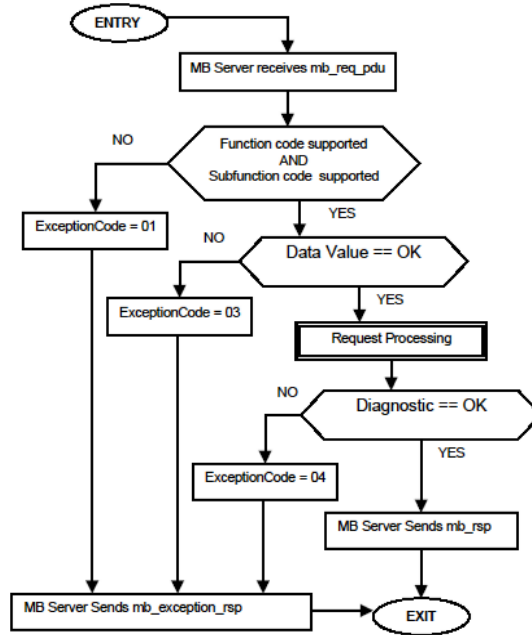 ENTRY
MB Server receives mb_req_pdu
NO
Function code supported
AND
Subfunction code supported
YES
ExceptionCode = 01
NO
Data Value == OK
YES
ExceptionCode = 03
Request Processing
NO
Diagnostic == OK
YES
ExceptionCode = 04
MB Server Sends mb_rsp
MB Server Sends mb_exception_rsp
EXIT